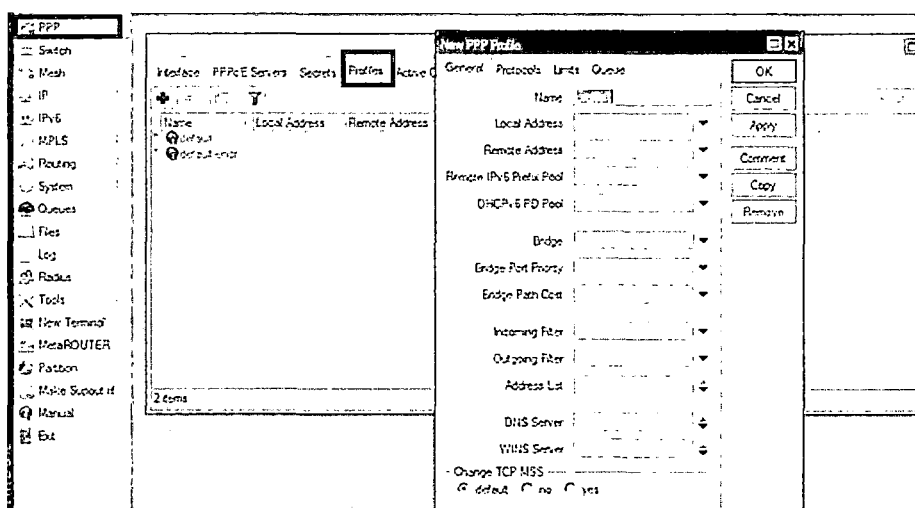 PPP
Switch
Mesh
IP
IPv6
MPLS
Routing
System
Queues
Files
Log
Radius
Tools
New Terminal
MetaROUTER
Partition
Make Supout.rif
Manual
Exit
Interface PPPoE Servers Secrets Profiles Active C
Name Local Address Remote Address
* default
* default-encr
2 items
New PPP Profile
General Protocols Limits Queue
Name
Local Address
Remote Address
Remote IPv6 Prefix Pool
DHCPv6 PD Pool
Bridge
Bridge Port Priority
Bridge Path Cost
Incoming Filter
Outgoing Filter
Address List
DNS Server
WINS Server
Change TCP MSS
default no yes
OK
Cancel
Apply
Comment
Copy
Remove